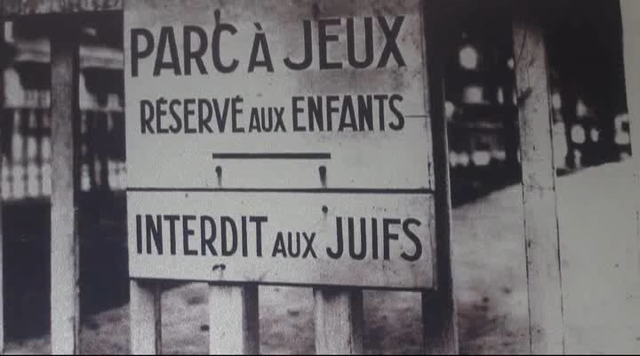 PARC À JEUX
RÉSERVÉ AUX ENFANTS
INTERDIT AUX JUIFS